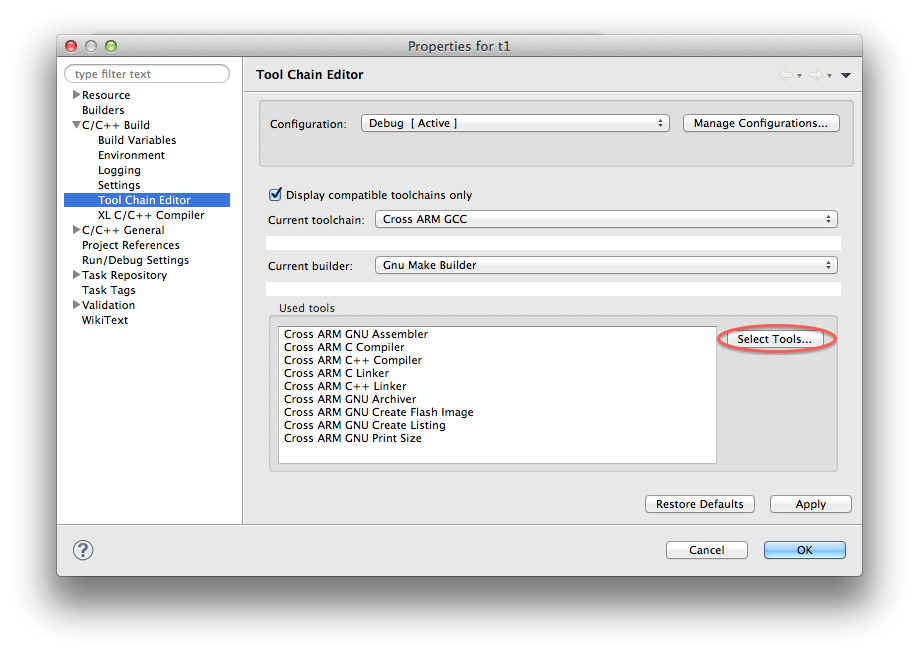 Properties for t1
type filter text
Resource
Builders
C/C++ Build
Build Variables
Environment
Logging
Settings
Tool Chain Editor
XL C/C++ Compiler
C/C++ General
Project References
Run/Debug Settings
Task Repository
Task Tags
Validation
WikiText
Tool Chain Editor
Configuration: Debug [ Active ] Manage Configurations...
Display compatible toolchains only
Current toolchain: Cross ARM GCC
Current builder: Gnu Make Builder
Used tools
Cross ARM GNU Assembler
Cross ARM C Compiler
Cross ARM C++ Compiler
Cross ARM C Linker
Cross ARM C++ Linker
Cross ARM GNU Archiver
Cross ARM GNU Create Flash Image
Cross ARM GNU Create Listing
Cross ARM GNU Print Size
Select Tools...
Restore Defaults Apply
? Cancel OK